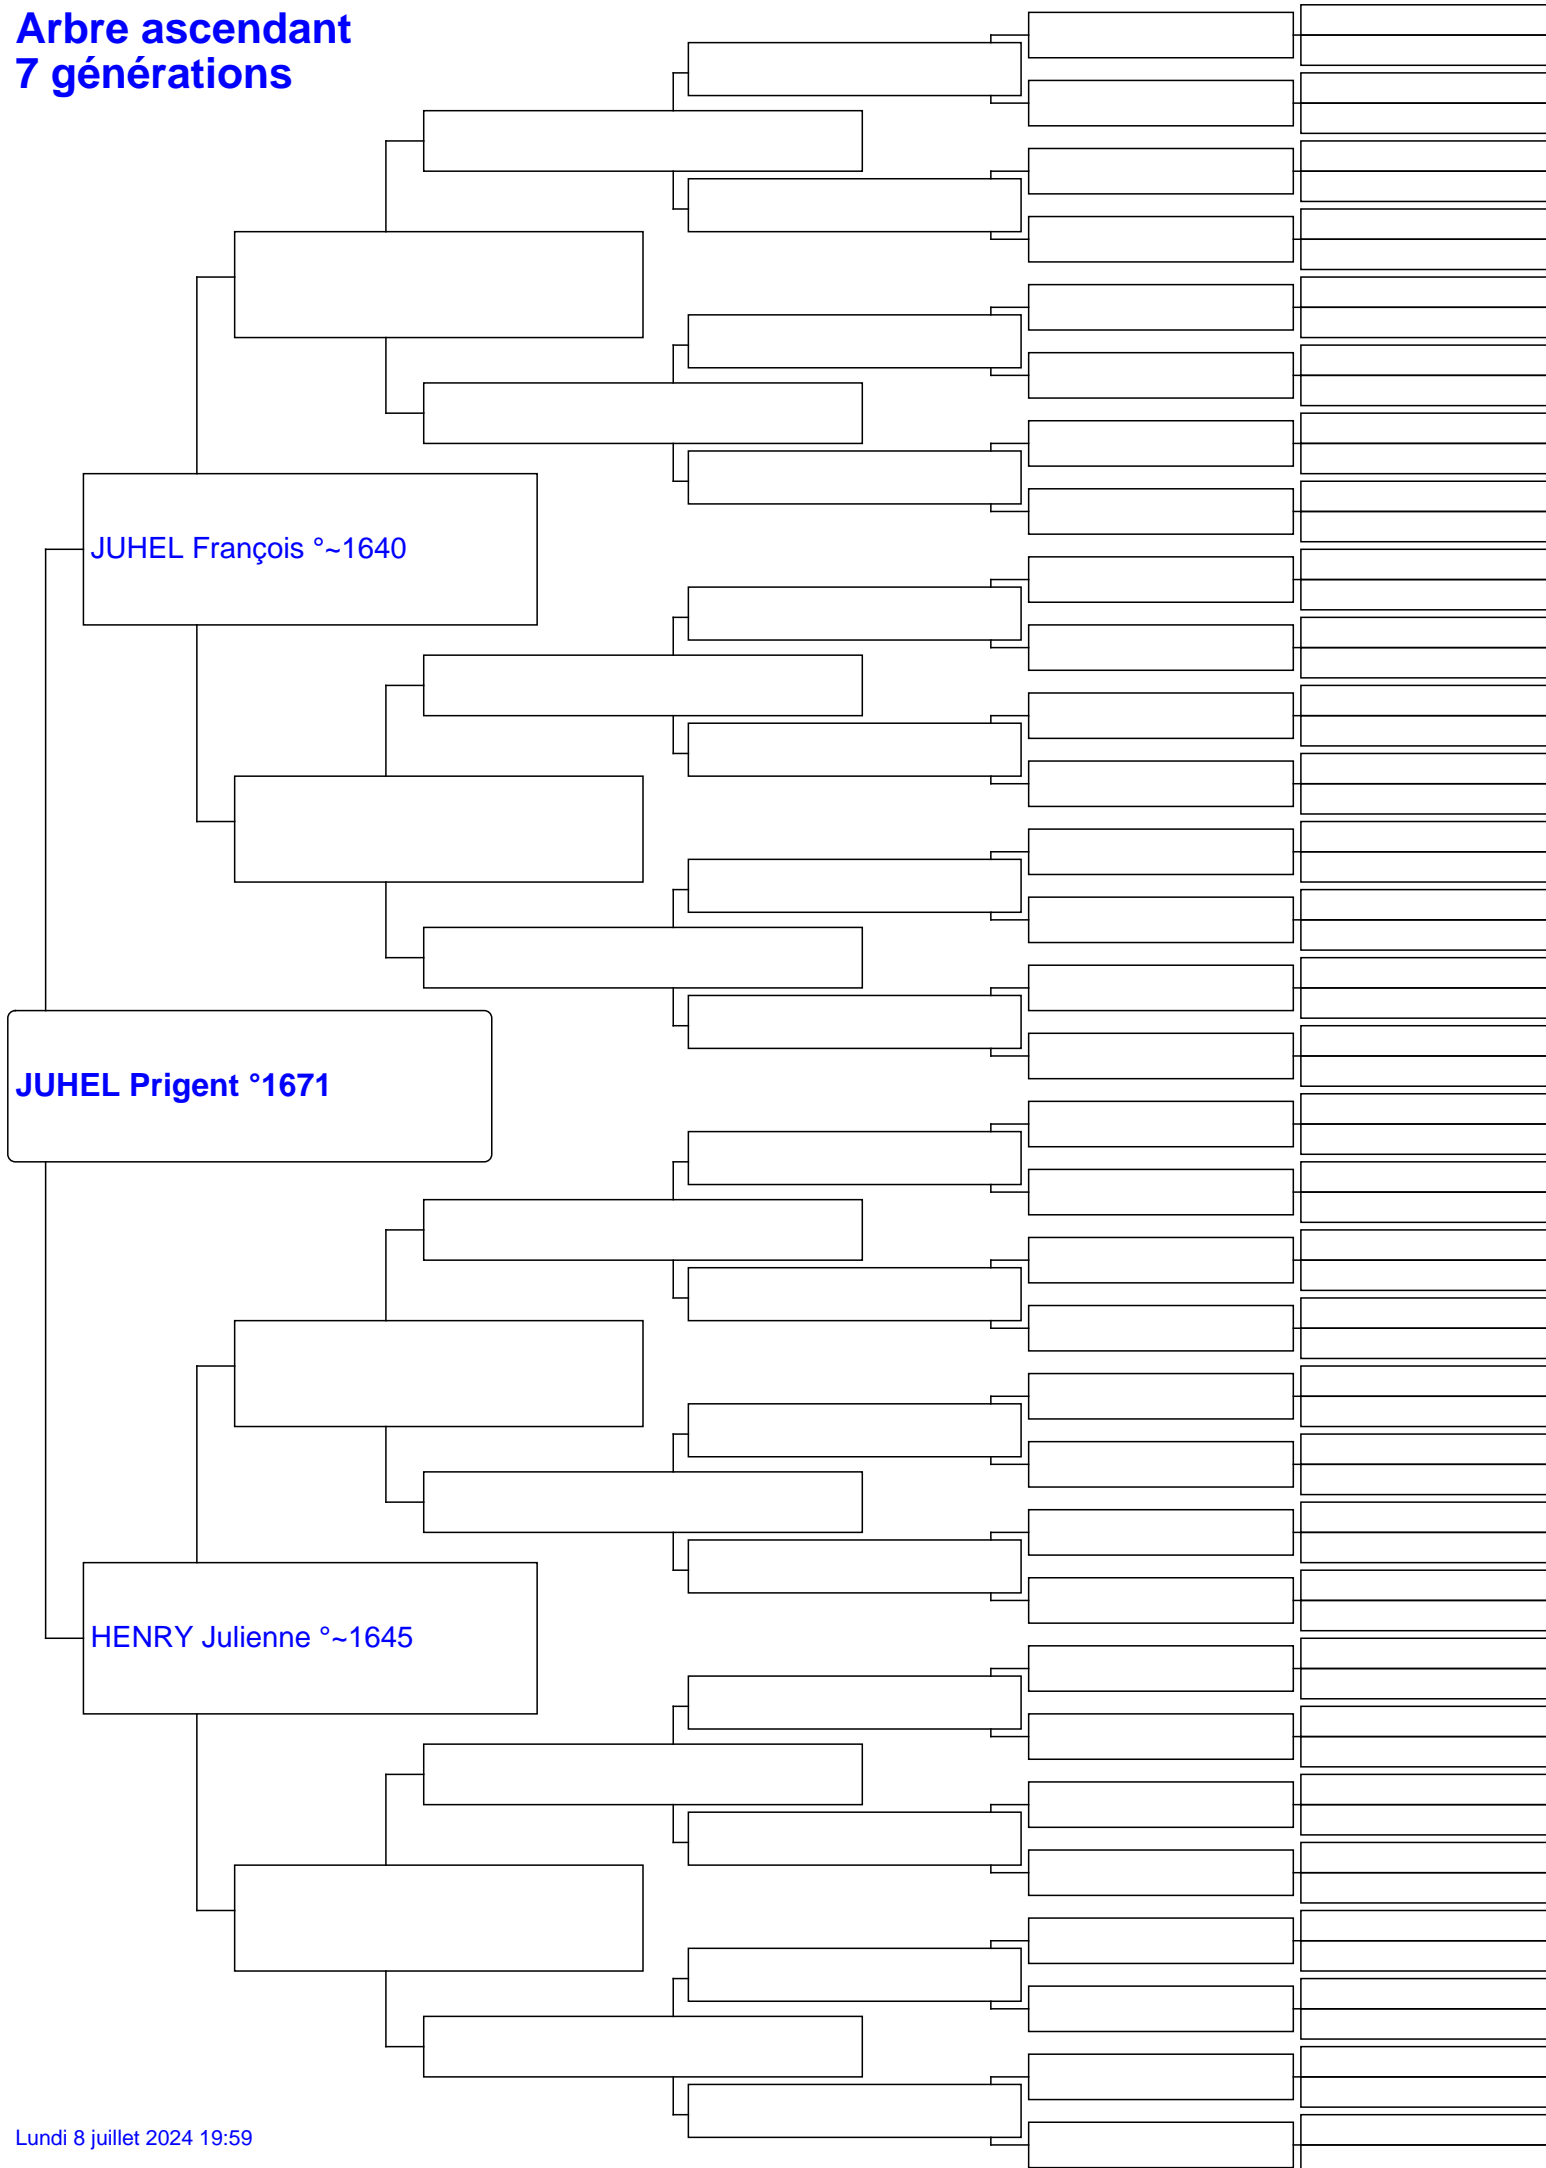 Arbre ascendant
7 générations
JUHEL François °~1640
JUHEL Prigent °1671
HENRY Julienne °~1645
Lundi 8 juillet 2024 19:59